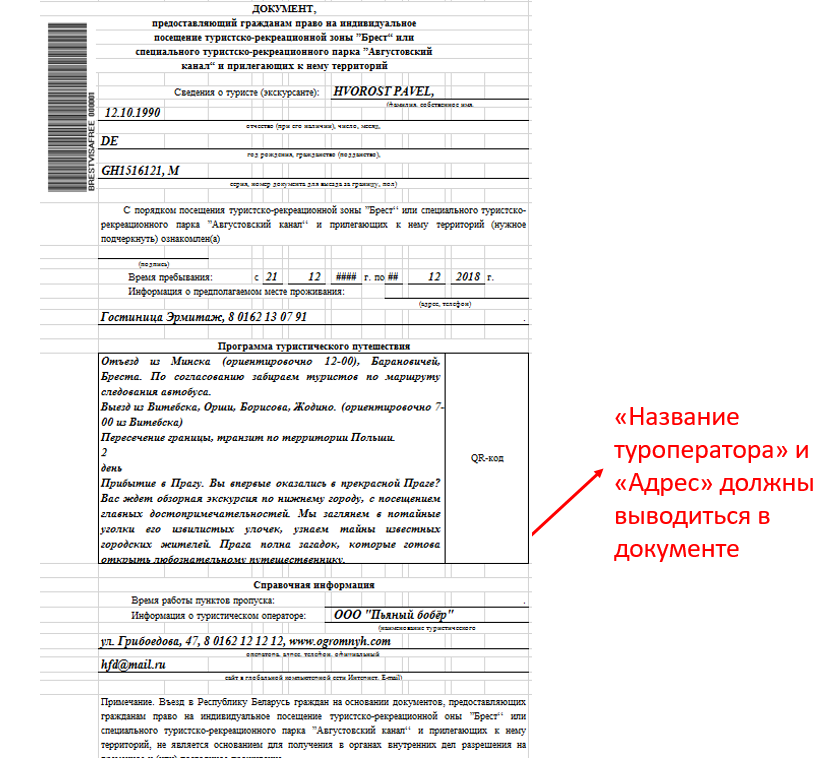 ДОКУМЕНТ,
предоставляющий гражданам право на индивидуальное
посещение туристско-рекреационной зоны "Брест“ или
специального туристско-рекреационного парка "Августовский
канал“ и прилегающих к нему территорий
BRESTVISAFREE 000001
Сведения о туристе (экскурсанте): HVOROST PAVEL,
(фамилия, собственное имя,
12.10.1990
отчество (при его наличии), число, месяц,
DE
год рождения, гражданство (подданство),
GH1516121, M
серия, номер документа для выезда за границу, пол)
С порядком посещения туристско-рекреационной зоны "Брест“ или специального туристско-
рекреационного парка "Августовский канал“ и прилегающих к нему территорий (нужное
подчеркнуть) ознакомлен(а)
(подпись)
Время пребывания: с 21 12 #### г. по ## 12 2018 г.
Информация о предполагаемом месте проживания:
(адрес, телефон)
Гостиница Эрмитаж, 8 0162 13 07 91 .
Программа туристического путешествия
Отъезд из Минска (ориентировочно 12-00), Барановичей,
Бреста. По согласованию забираем туристов по маршруту
следования автобуса.
Выезд из Витебска, Орши, Борисова, Жодино. (ориентировочно 7-
00 из Витебска)
Пересечение границы, транзит по территории Польши.
2
день
Прибытие в Прагу. Вы впервые оказались в прекрасной Праге?
Вас ждет обзорная экскурсия по нижнему городу, с посещением
главных достопримечательностей. Мы заглянем в потайные
уголки его извилистых улочек, узнаем тайны известных
городских жителей. Прага полна загадок, которые готова
открыть любознательному путешественнику.
QR-код
«Название
туроператора» и
«Адрес» должны
выводиться в
документе
Справочная информация
Время работы пунктов пропуска: .
Информация о туристическом операторе: ООО "Пьяный бобёр"
(наименование туристического
ул. Грибоедова, 47, 8 0162 12 12 12, www.ogromnyh.com
оператора, адрес, телефон, официальный
hfd@mail.ru
сайт в глобальной компьютерной сети Интернет, E-mail)
Примечание. Въезд в Республику Беларусь граждан на основании документов, предоставляющих
гражданам право на индивидуальное посещение туристско-рекреационной оны "Брест“ или
специального туристско-рекреационного парка "Августовский канал“ и прилегающих к нему
территорий, не является основанием для получения в органах внутренних дел разрешения на